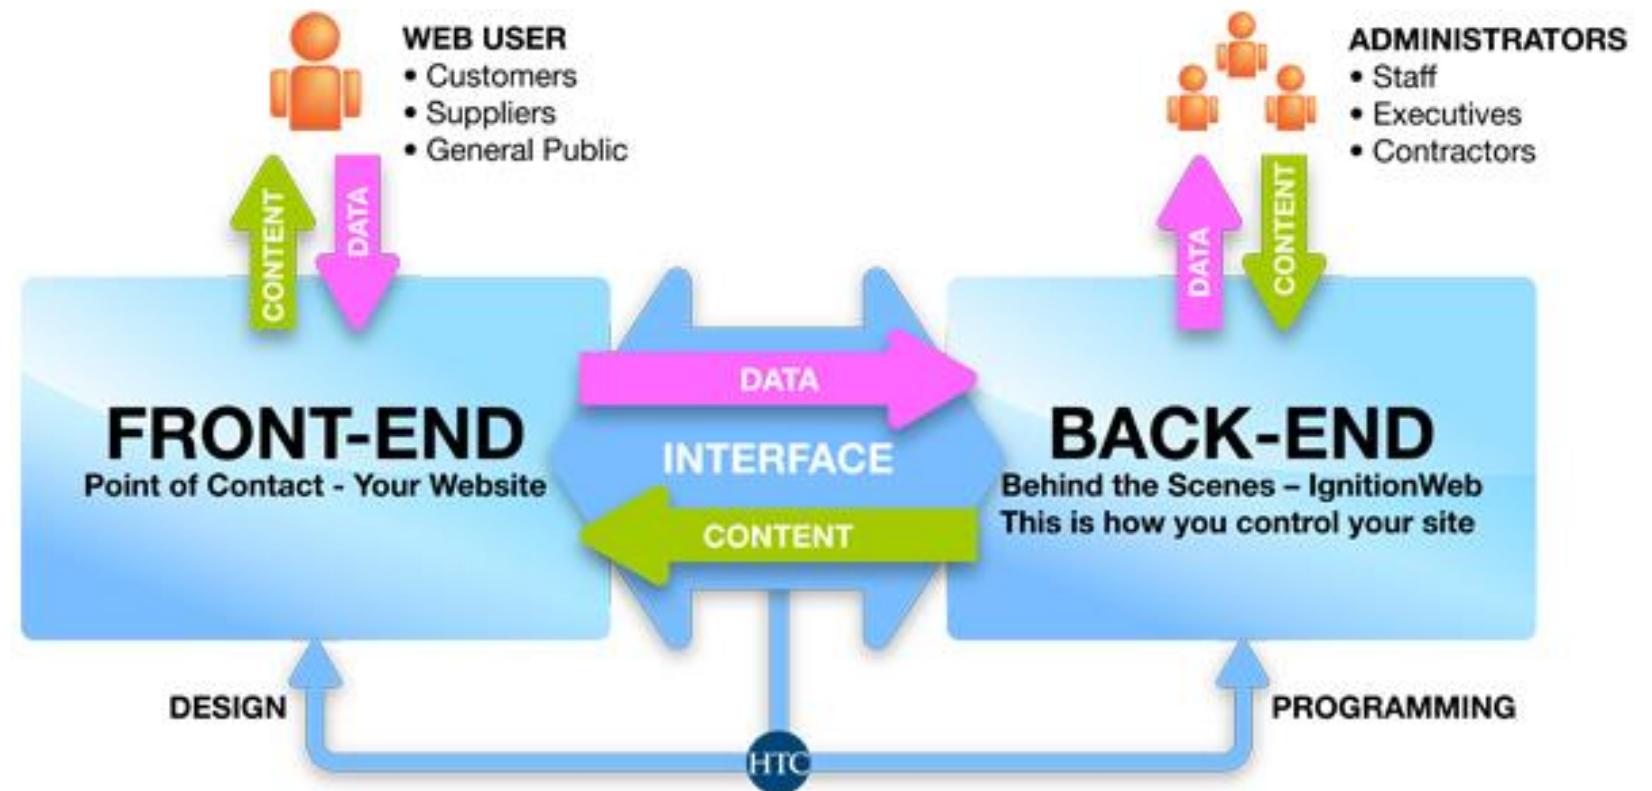 WEB USER
• Customers
• Suppliers
• General Public
ADMINISTRATORS
• Staff
• Executives
• Contractors
CONTENT
DATA
DATA
CONTENT
FRONT-END
Point of Contact - Your Website
DATA
INTERFACE
CONTENT
BACK-END
Behind the Scenes – IgnitionWeb
This is how you control your site
DESIGN
PROGRAMMING
HTC